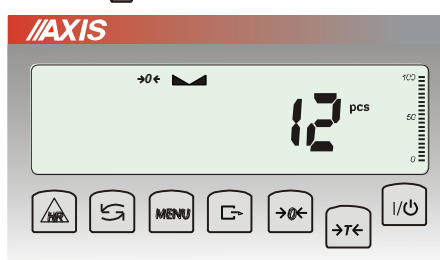 //AXIS
→0←
100
12 pcs
50
0
HR
MENU
→0←
→T←
I/⏻